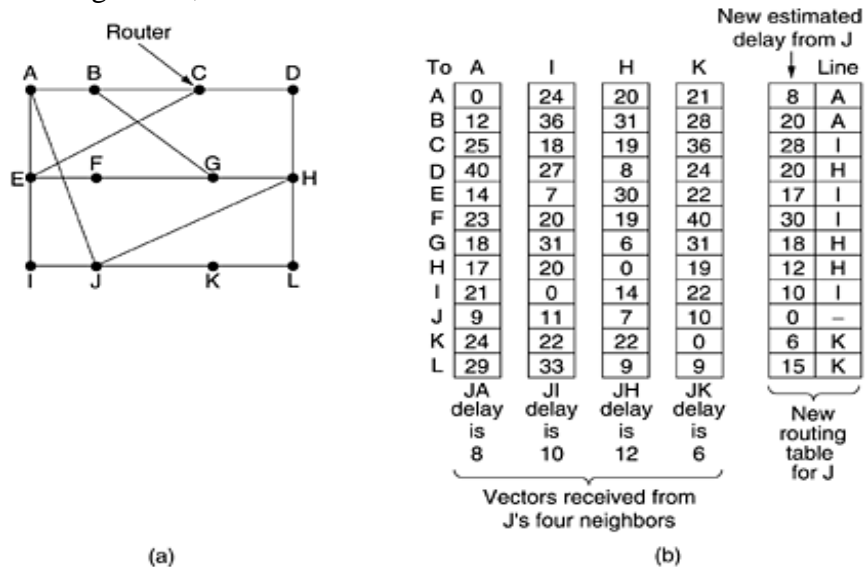 Router
A B C D
E F G H
I J K L
(a)
New estimated
delay from J
To A I H K Line
A 0 24 20 21 8 A
B 12 36 31 28 20 A
C 25 18 19 36 28 I
D 40 27 8 24 20 H
E 14 7 30 22 17 I
F 23 20 19 40 30 I
G 18 31 6 31 18 H
H 17 20 0 19 12 H
I 21 0 14 22 10 I
J 9 11 7 10 0 –
K 24 22 22 0 6 K
L 29 33 9 9 15 K
JA JI JH JK
delay delay delay delay
is is is is
8 10 12 6
New
routing
table
for J
Vectors received from
J's four neighbors
(b)